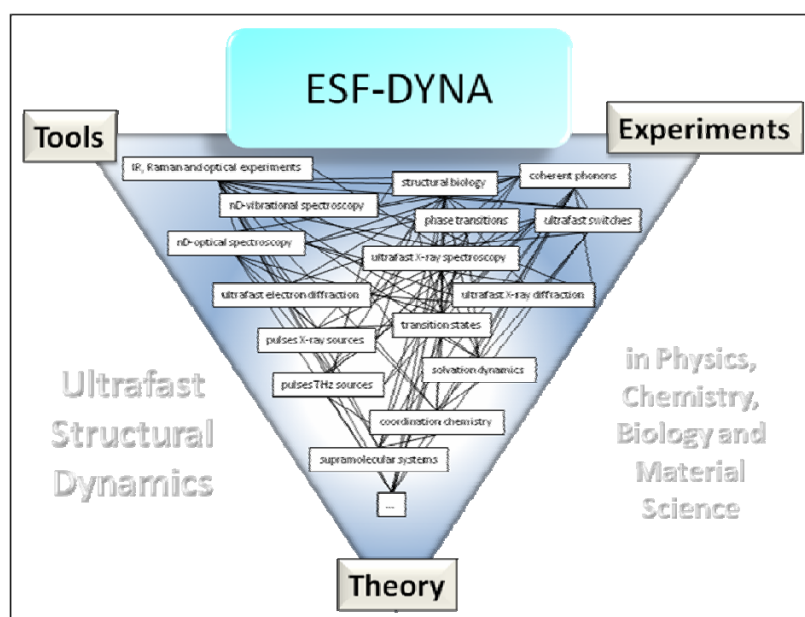 ESF-DYNA
Tools
Experiments
IR, Raman and optical experiments
structural biology
coherent phonons
nD-vibrational spectroscopy
phase transitions
ultrafast switches
nD-optical spectroscopy
ultrafast X-ray spectroscopy
ultrafast electron diffraction
ultrafast X-ray diffraction
transition states
pulses X-ray sources
solvation dynamics
pulses THz sources
coordination chemistry
supramolecular systems
...
Ultrafast
Structural
Dynamics
in Physics,
Chemistry,
Biology and
Material
Science
Theory